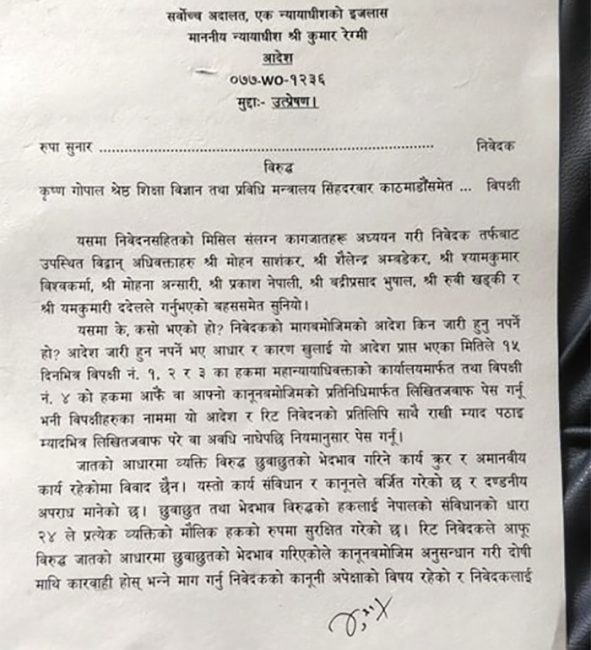 सर्वोच्च अदालत, एक न्यायाधीशको इजलास
माननीय न्यायाधीश श्री कुमार रेग्मी
आदेश
०७७-WO-१२३६
मुद्दाः- उत्प्रेषण।
रुपा सुनार ........................................................................ निवेदक
विरुद्ध
कृष्ण गोपाल श्रेष्ठ शिक्षा विज्ञान तथा प्रविधि मन्त्रालय सिंहदरबार काठमाडौंसमेत ... विपक्षी
यसमा निवेदनसहितको मिसिल संलग्न कागजातहरू अध्ययन गरी निवेदक तर्फबाट
उपस्थित विद्वान् अधिवक्ताहरु श्री मोहन साशंकर, श्री शैलेन्द्र अम्बडेकर, श्री श्यामकुमार
विश्वकर्मा, श्री मोहना अन्सारी, श्री प्रकाश नेपाली, श्री बद्रीप्रसाद भुषाल, श्री रुबी खड्की र
श्री यमकुमारी ददेलले गर्नुभएको बहससमेत सुनियो।
यसमा के, कसो भएको हो? निवेदकको मागबमोजिमको आदेश किन जारी हुनु नपर्ने
हो? आदेश जारी हुन नपर्ने भए आधार र कारण खुलाई यो आदेश प्राप्त भएका मितिले १५
दिनभित्र विपक्षी नं. १, २ र ३ का हकमा महान्यायाधिवक्ताको कार्यालयमार्फत तथा विपक्षी
नं. ४ को हकमा आफैं वा आफ्नो कानूनबमोजिमको प्रतिनिधिमार्फत लिखितजवाफ पेस गर्नू
भनी विपक्षीहरुका नाममा यो आदेश र रिट निवेदनको प्रतिलिपि साथै राखी म्याद पठाइ
म्यादभित्र लिखितजवाफ परे वा अवधि नाघेपछि नियमानुसार पेस गर्नू।
जातको आधारमा व्यक्ति विरुद्ध छुवाछुतको भेदभाव गरिने कार्य क्रुर र अमानवीय
कार्य रहेकोमा विवाद छैन। यस्तो कार्य संविधान र कानूनले वर्जित गरेको छ र दण्डनीय
अपराध मानेको छ। छुवाछुत तथा भेदभाव विरुद्धको हकलाई नेपालको संविधानको धारा
२४ ले प्रत्येक व्यक्तिको मौलिक हकको रुपमा सुरक्षित गरेको छ। रिट निवेदकले आफू
विरुद्ध जातको आधारमा छुवाछुतको भेदभाव गरिएकोले कानूनबमोजिम अनुसन्धान गरी दोषी
माथि कारवाही होस् भन्ने माग गर्नु निवेदकको कानूनी अपेक्षाको विषय रहेको र निवेदकलाई